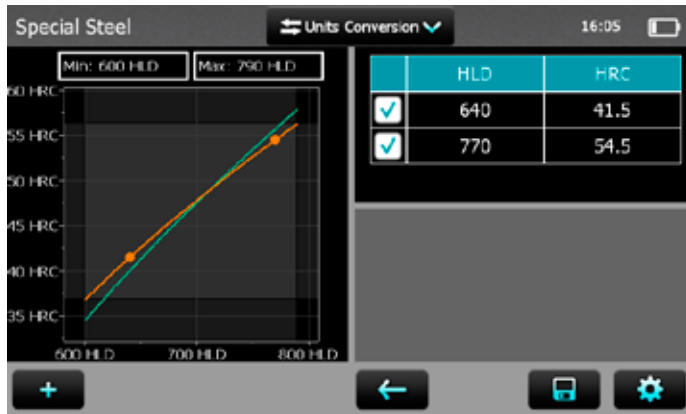 Special Steel
Units Conversion
16:05
Min: 600 HLD
Max: 790 HLD
60 HRC
55 HRC
50 HRC
45 HRC
40 HRC
35 HRC
600 HLD 700 HLD 800 HLD
HLD HRC
640 41.5
770 54.5
+